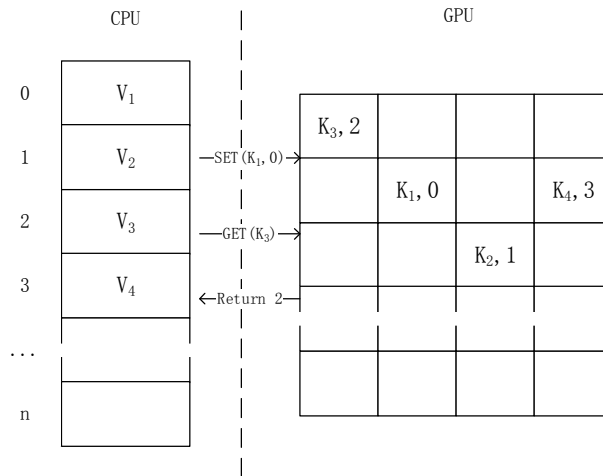 CPU
GPU
0
V₁
1
V₂
2
V₃
3
V₄
...
n
SET(K₁,0)
GET(K₃)
Return 2
K₃,2
K₁,0
K₄,3
K₂,1